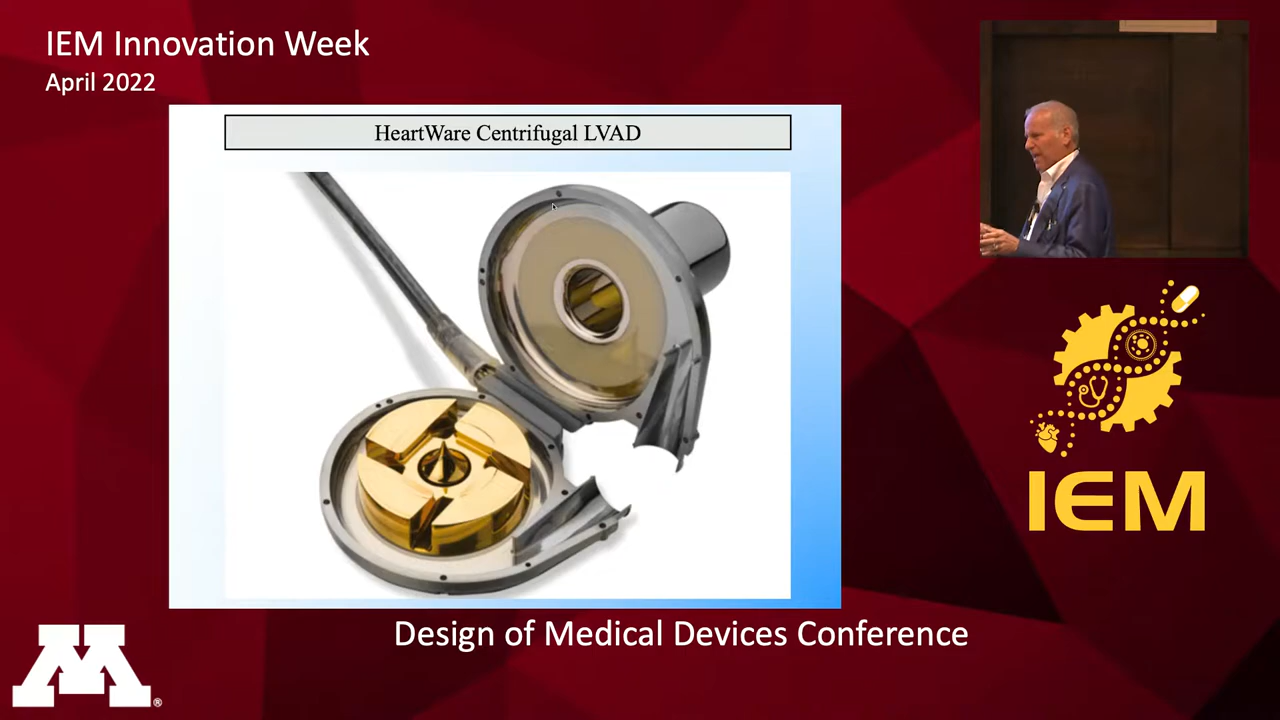 IEM Innovation Week
April 2022
HeartWare Centrifugal LVAD
IEM
Design of Medical Devices Conference
M®